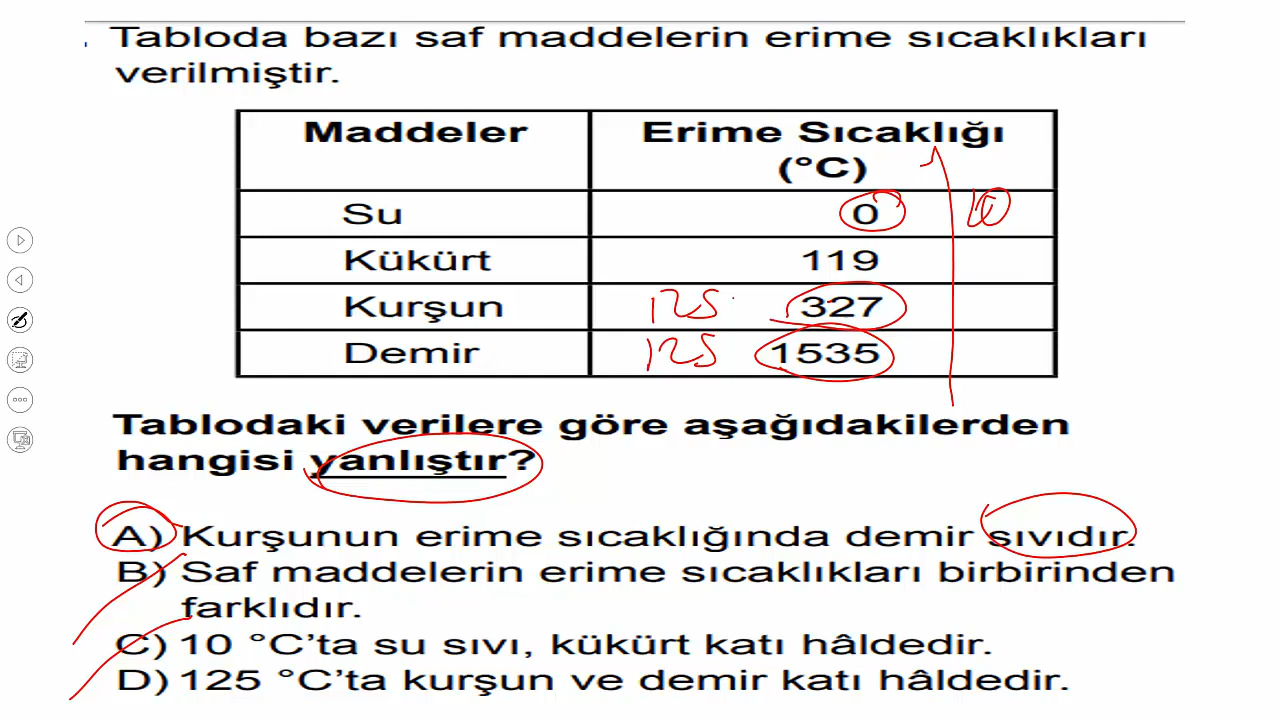 Tabloda bazı saf maddelerin erime sıcaklıkları
verilmiştir.
Maddeler Erime Sıcaklığı
(°C)
Su 0 10
Kükürt 119
Kurşun 125 327
Demir 125 1535
Tablodaki verilere göre aşağıdakilerden
hangisi yanlıştır?
A) Kurşunun erime sıcaklığında demir sıvıdır.
B) Saf maddelerin erime sıcaklıkları birbirinden
farklıdır.
C) 10 °C’ta su sıvı, kükürt katı hâldedir.
D) 125 °C’ta kurşun ve demir katı hâldedir.